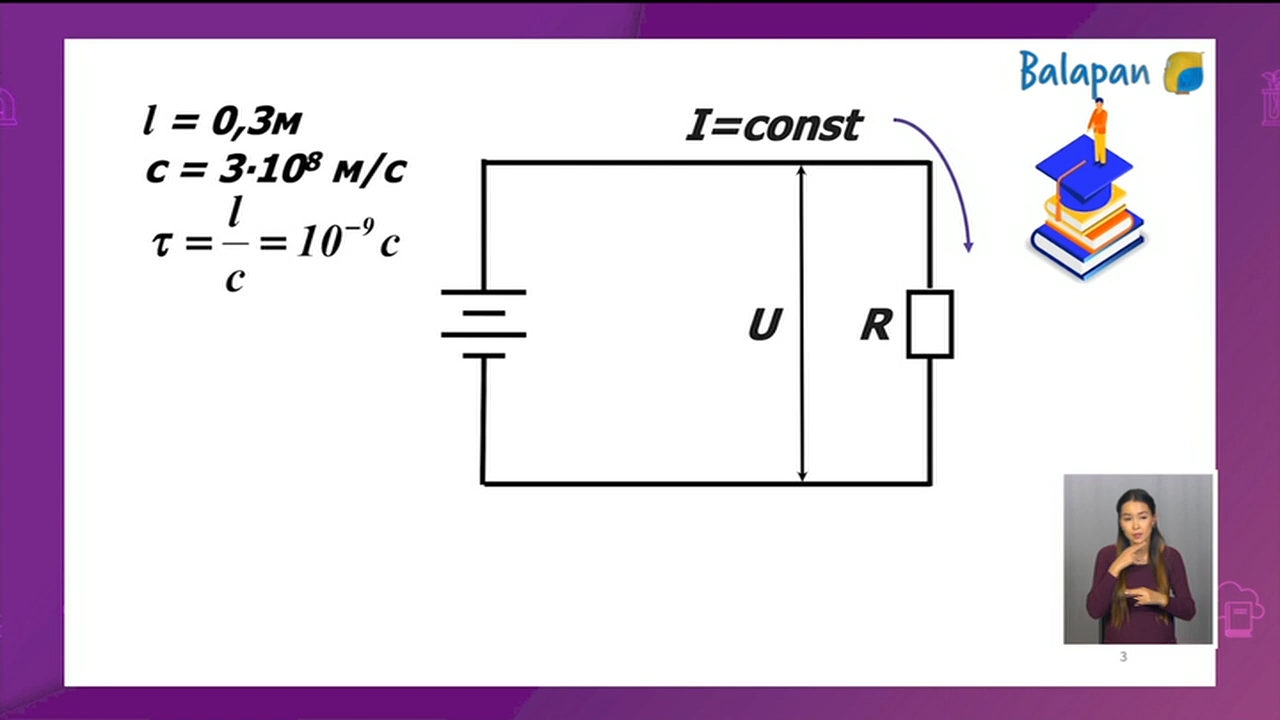 Balapan
l = 0,3м
c = 3·10⁸ м/с
τ = l/c = 10⁻⁹ c
I=const
U
R
3